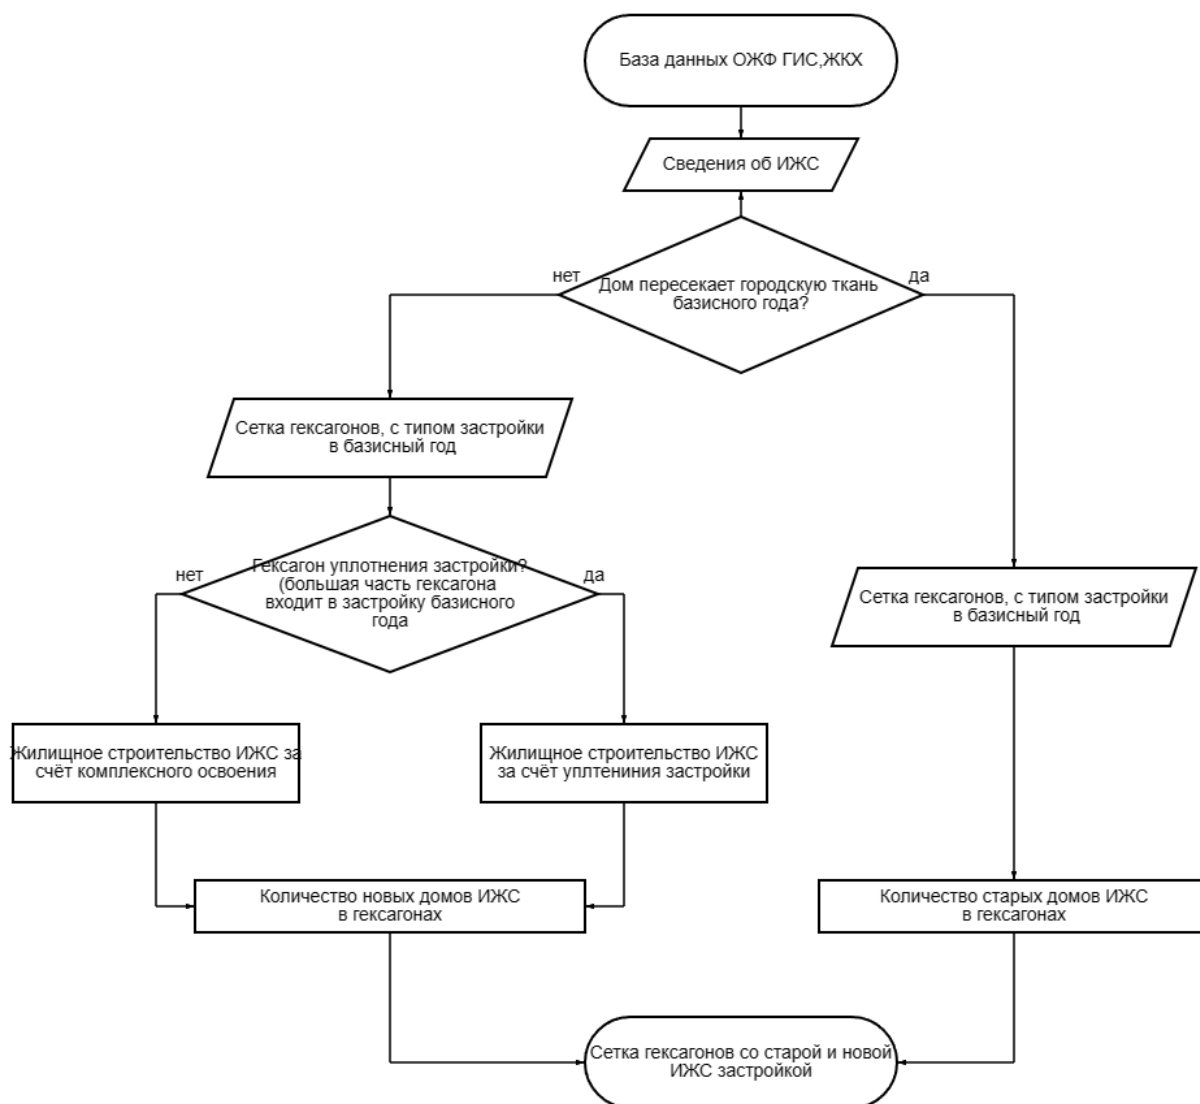 База данных ОЖФ ГИС,ЖКХ
Сведения об ИЖС
нет
да
Дом пересекает городскую ткань
базисного года?
Сетка гексагонов, с типом застройки
в базисный год
нет
да
Гексагон уплотнения застройки?
(большая часть гексагона
входит в застройку базисного
года
Сетка гексагонов, с типом застройки
в базисный год
Жилищное строительство ИЖС за
счёт комплексного освоения
Жилищное строительство ИЖС
за счёт уплтениния застройки
Количество новых домов ИЖС
в гексагонах
Количество старых домов ИЖС
в гексагонах
Сетка гексагонов со старой и новой
ИЖС застройкой